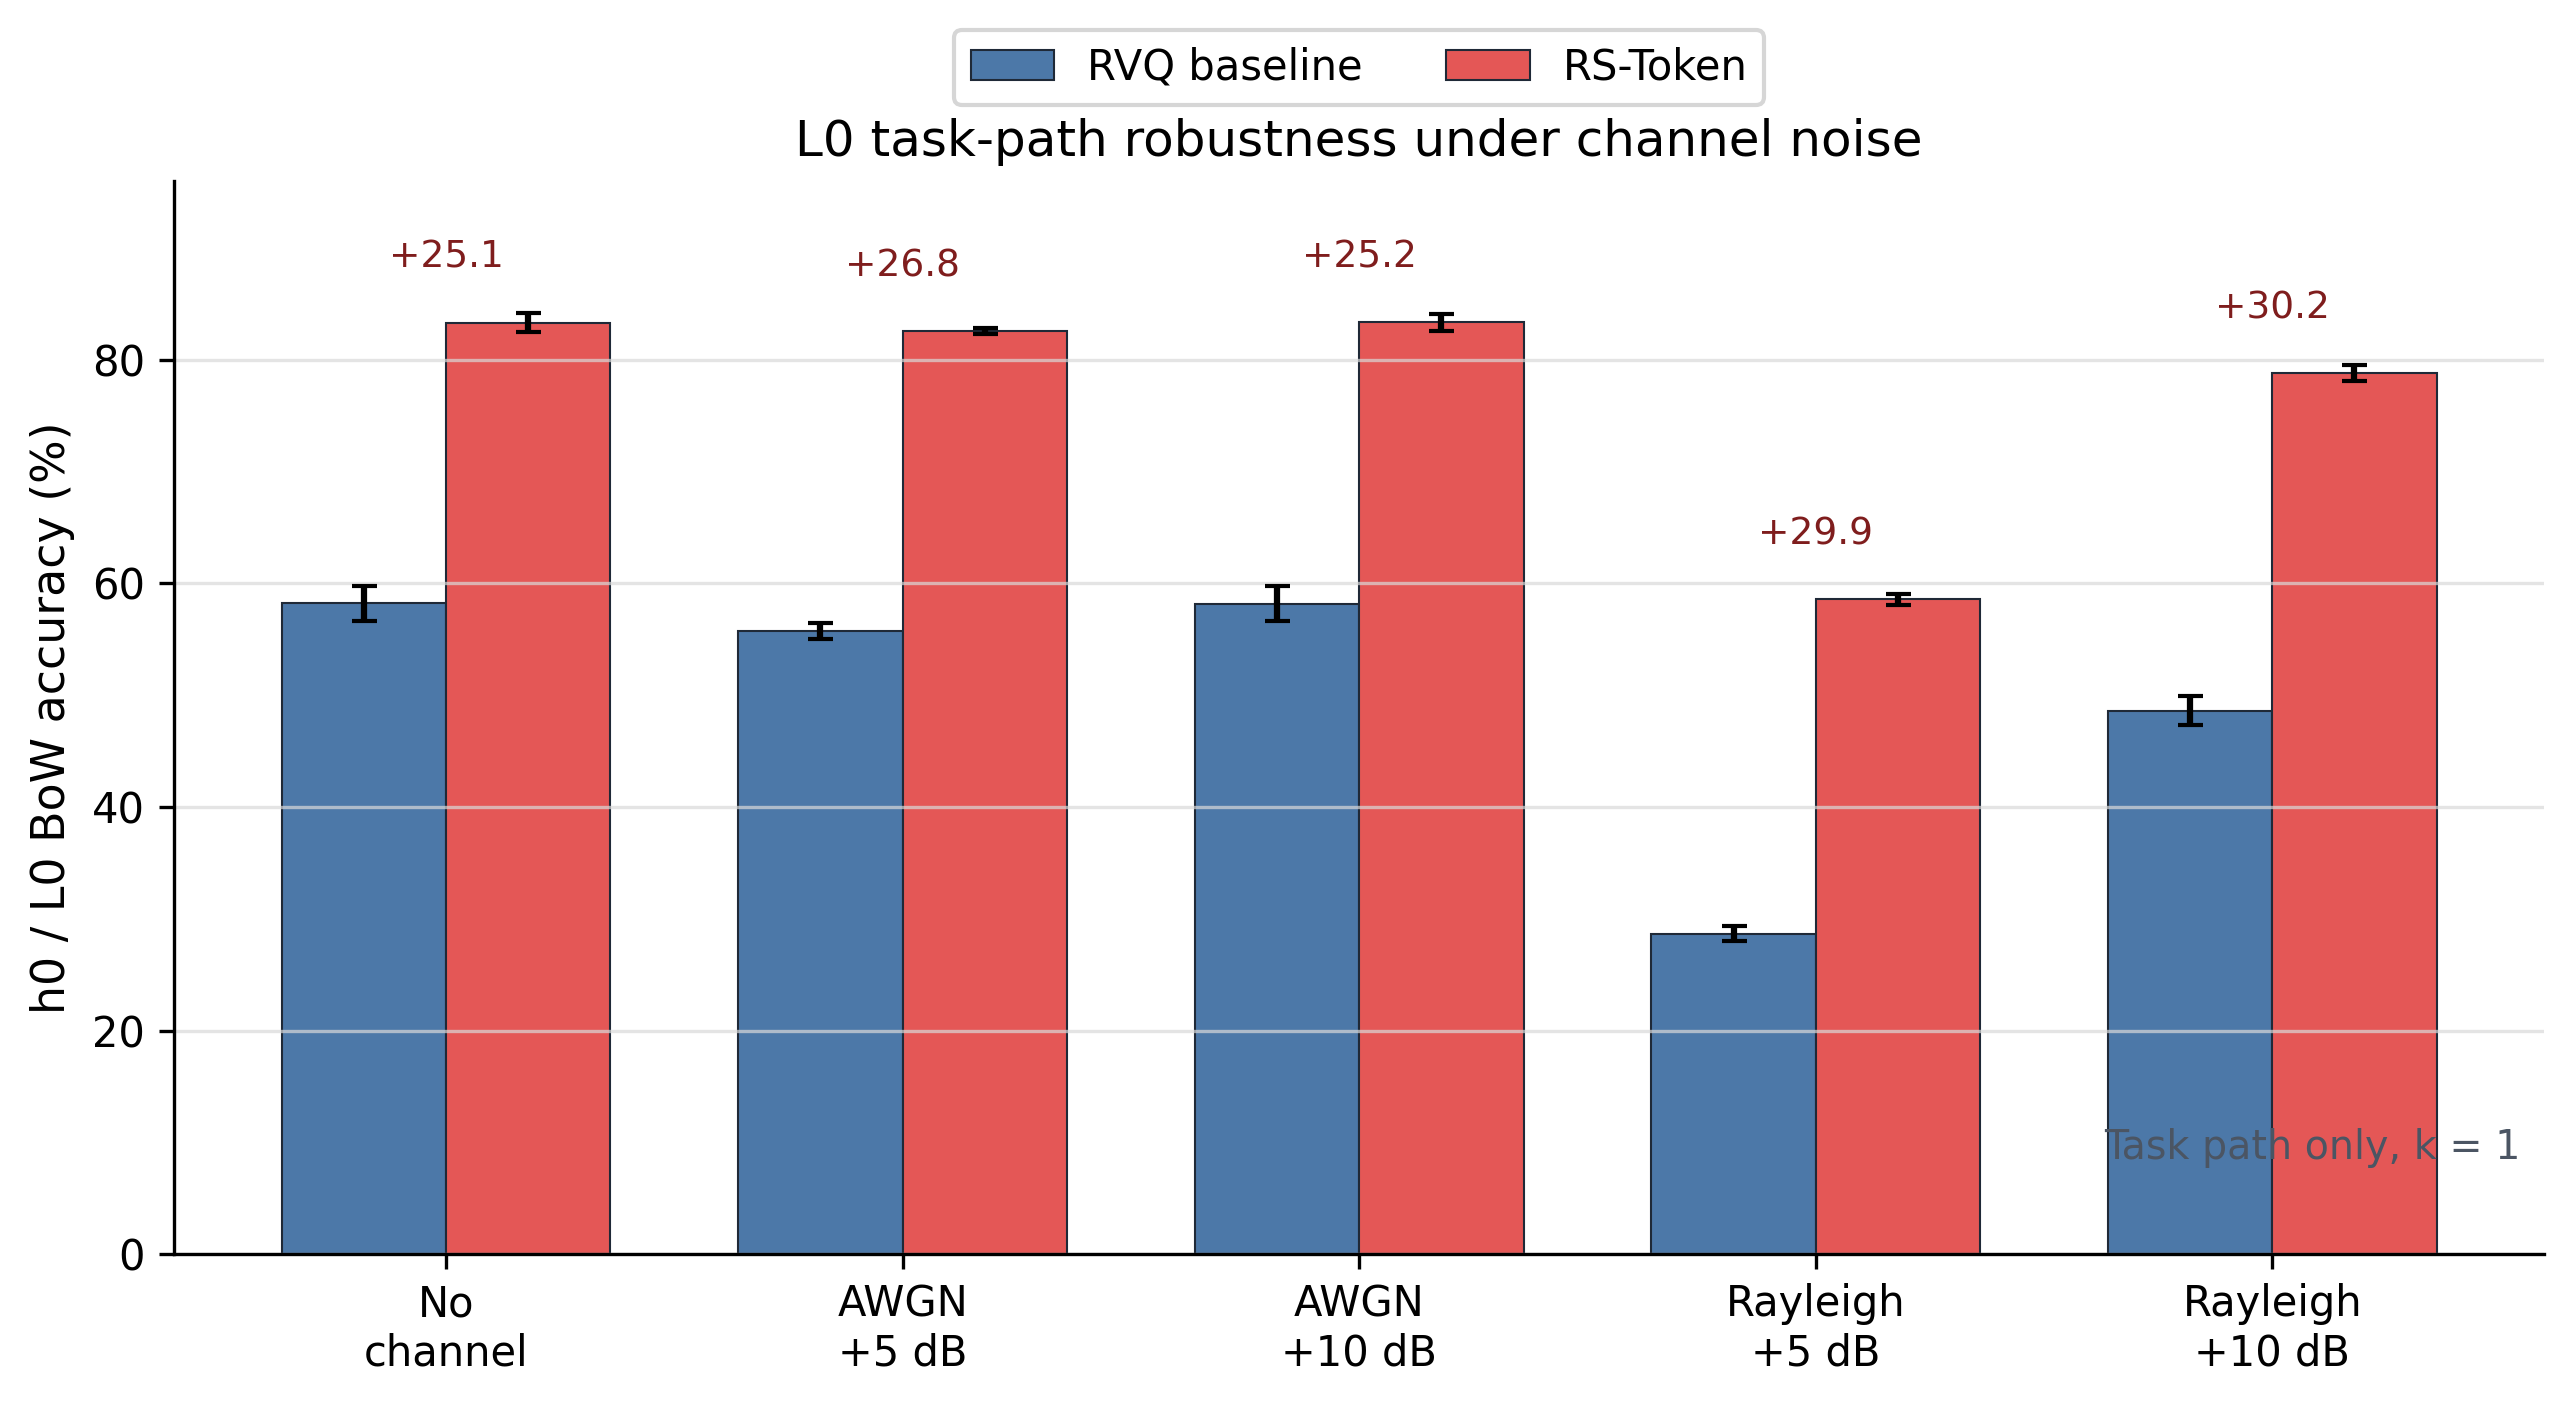 RVQ baseline
RS-Token
L0 task-path robustness under channel noise
h0 / L0 BoW accuracy (%)
80
60
40
20
0
+25.1
+26.8
+25.2
+29.9
+30.2
Task path only, k = 1
No
channel
AWGN
+5 dB
AWGN
+10 dB
Rayleigh
+5 dB
Rayleigh
+10 dB